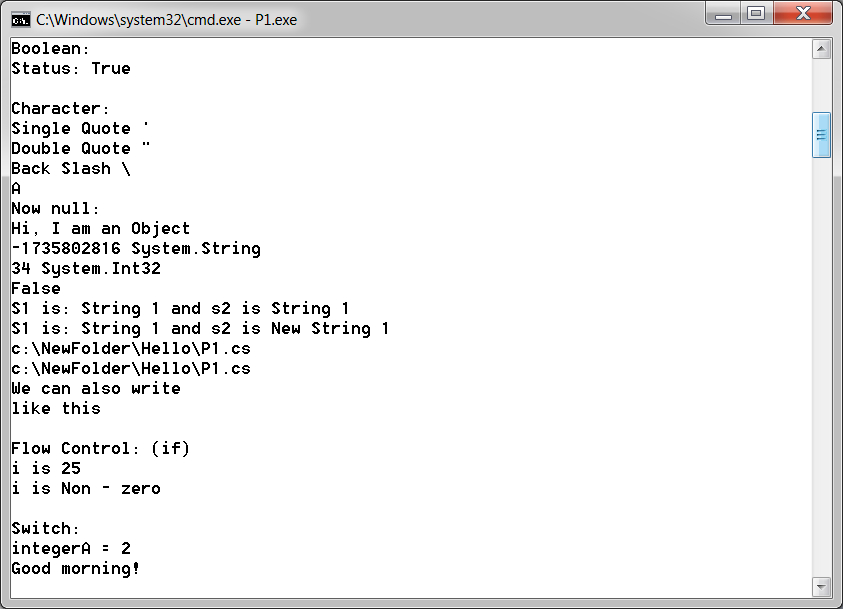 C:\Windows\system32\cmd.exe - P1.exe
Boolean:
Status: True

Character:
Single Quote '
Double Quote "
Back Slash \
A
Now null:
Hi, I am an Object
-1735802816 System.String
34 System.Int32
False
S1 is: String 1 and s2 is String 1
S1 is: String 1 and s2 is New String 1
c:\NewFolder\Hello\P1.cs
c:\NewFolder\Hello\P1.cs
We can also write
like this

Flow Control: (if)
i is 25
i is Non - zero

Switch:
integerA = 2
Good morning!